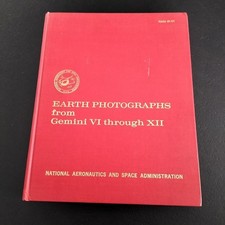 EARTH PHOTOGRAPHS
from
Gemini VI through XII
NATIONAL AERONAUTICS AND SPACE ADMINISTRATION